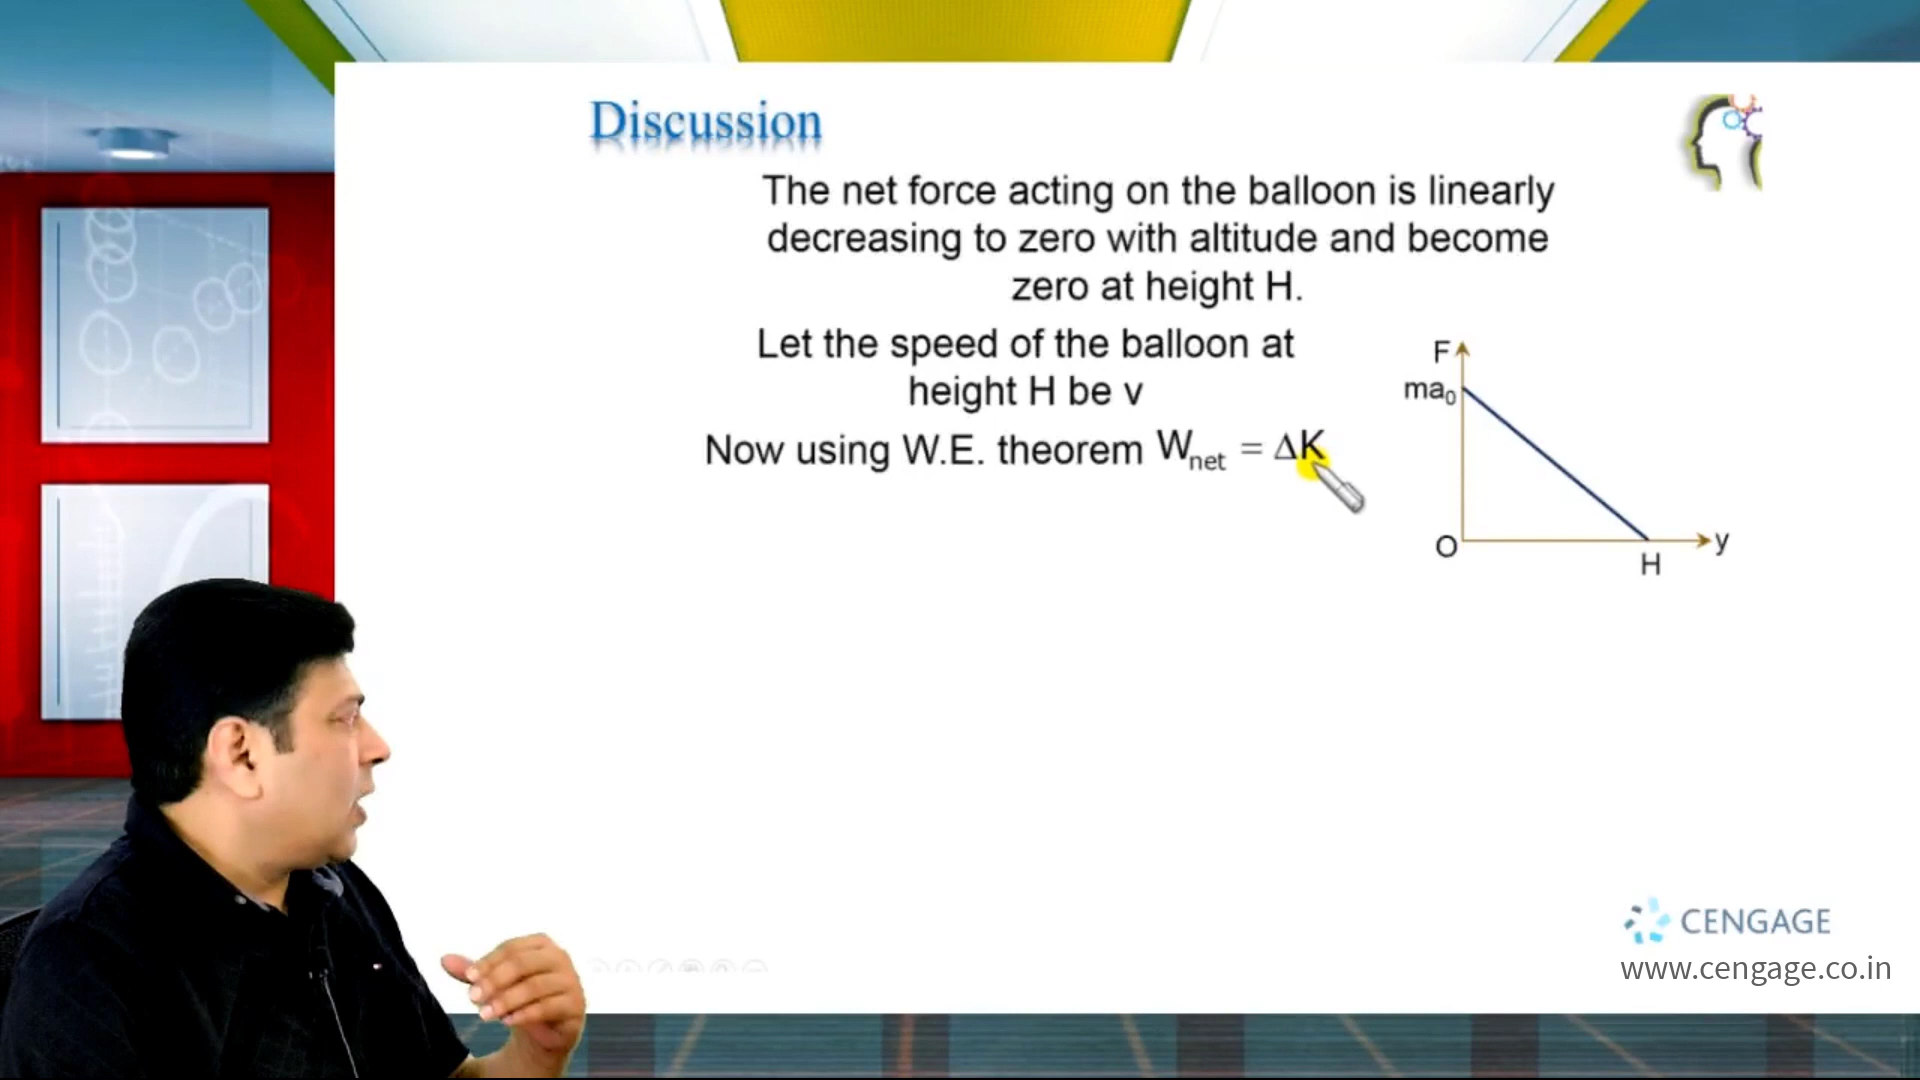 Discussion
The net force acting on the balloon is linearly
decreasing to zero with altitude and become
zero at height H.
Let the speed of the balloon at
height H be v
Now using W.E. theorem W_net = ΔK
F
ma₀
O
H
y
CENGAGE
www.cengage.co.in